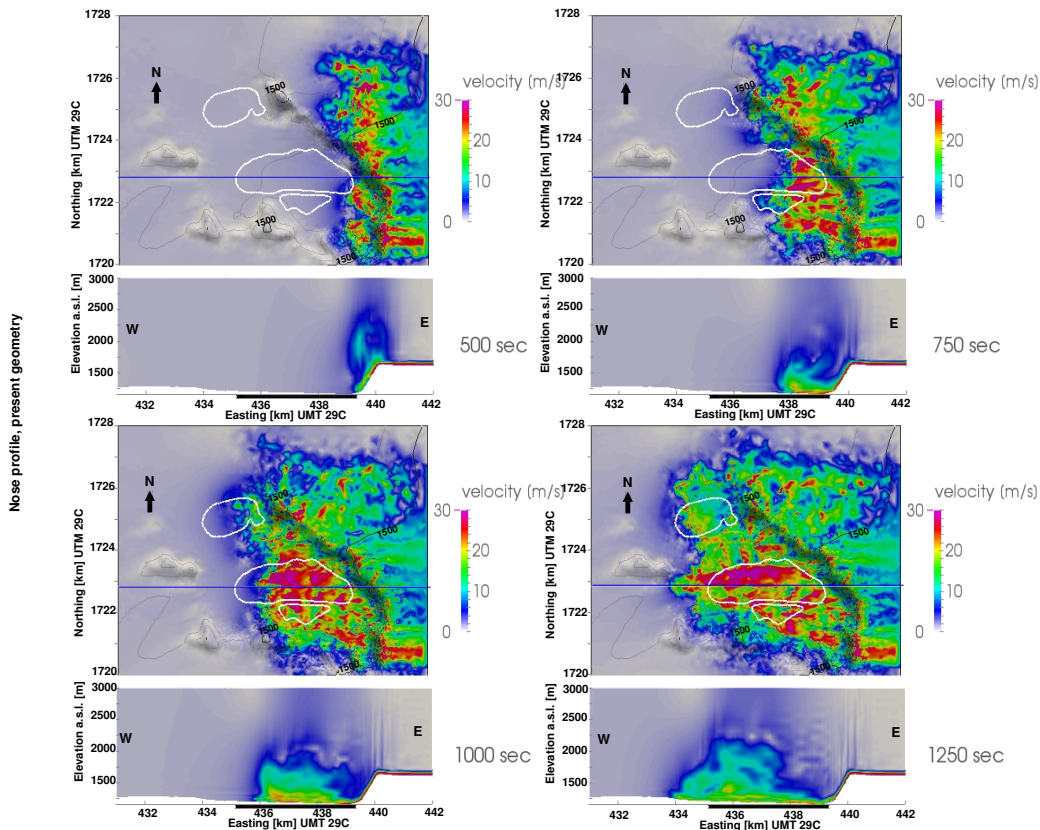 Nose profile, present geometry
1728
1726
1724
1722
1720
Northing [km] UTM 29C
N
1500
1500
1500
1500
velocity (m/s)
30
20
10
0
3000
2500
2000
1500
Elevation a.s.l. [m]
W
E
500 sec
432
434
436
438
440
442
Easting [km] UMT 29C
1728
1726
1724
1722
1720
Northing [km] UTM 29C
N
1500
1500
1500
1500
velocity (m/s)
30
20
10
0
3000
2500
2000
1500
Elevation a.s.l. [m]
W
E
750 sec
432
434
436
438
440
442
Easting [km] UMT 29C
1728
1726
1724
1722
1720
Northing [km] UTM 29C
N
1500
1500
1500
1500
velocity (m/s)
30
20
10
0
3000
2500
2000
1500
Elevation a.s.l. [m]
W
E
1000 sec
432
434
436
438
440
442
Easting [km] UMT 29C
1728
1726
1724
1722
1720
Northing [km] UTM 29C
N
1500
1500
1500
1500
velocity (m/s)
30
20
10
0
3000
2500
2000
1500
Elevation a.s.l. [m]
W
E
1250 sec
432
434
436
438
440
442
Easting [km] UMT 29C